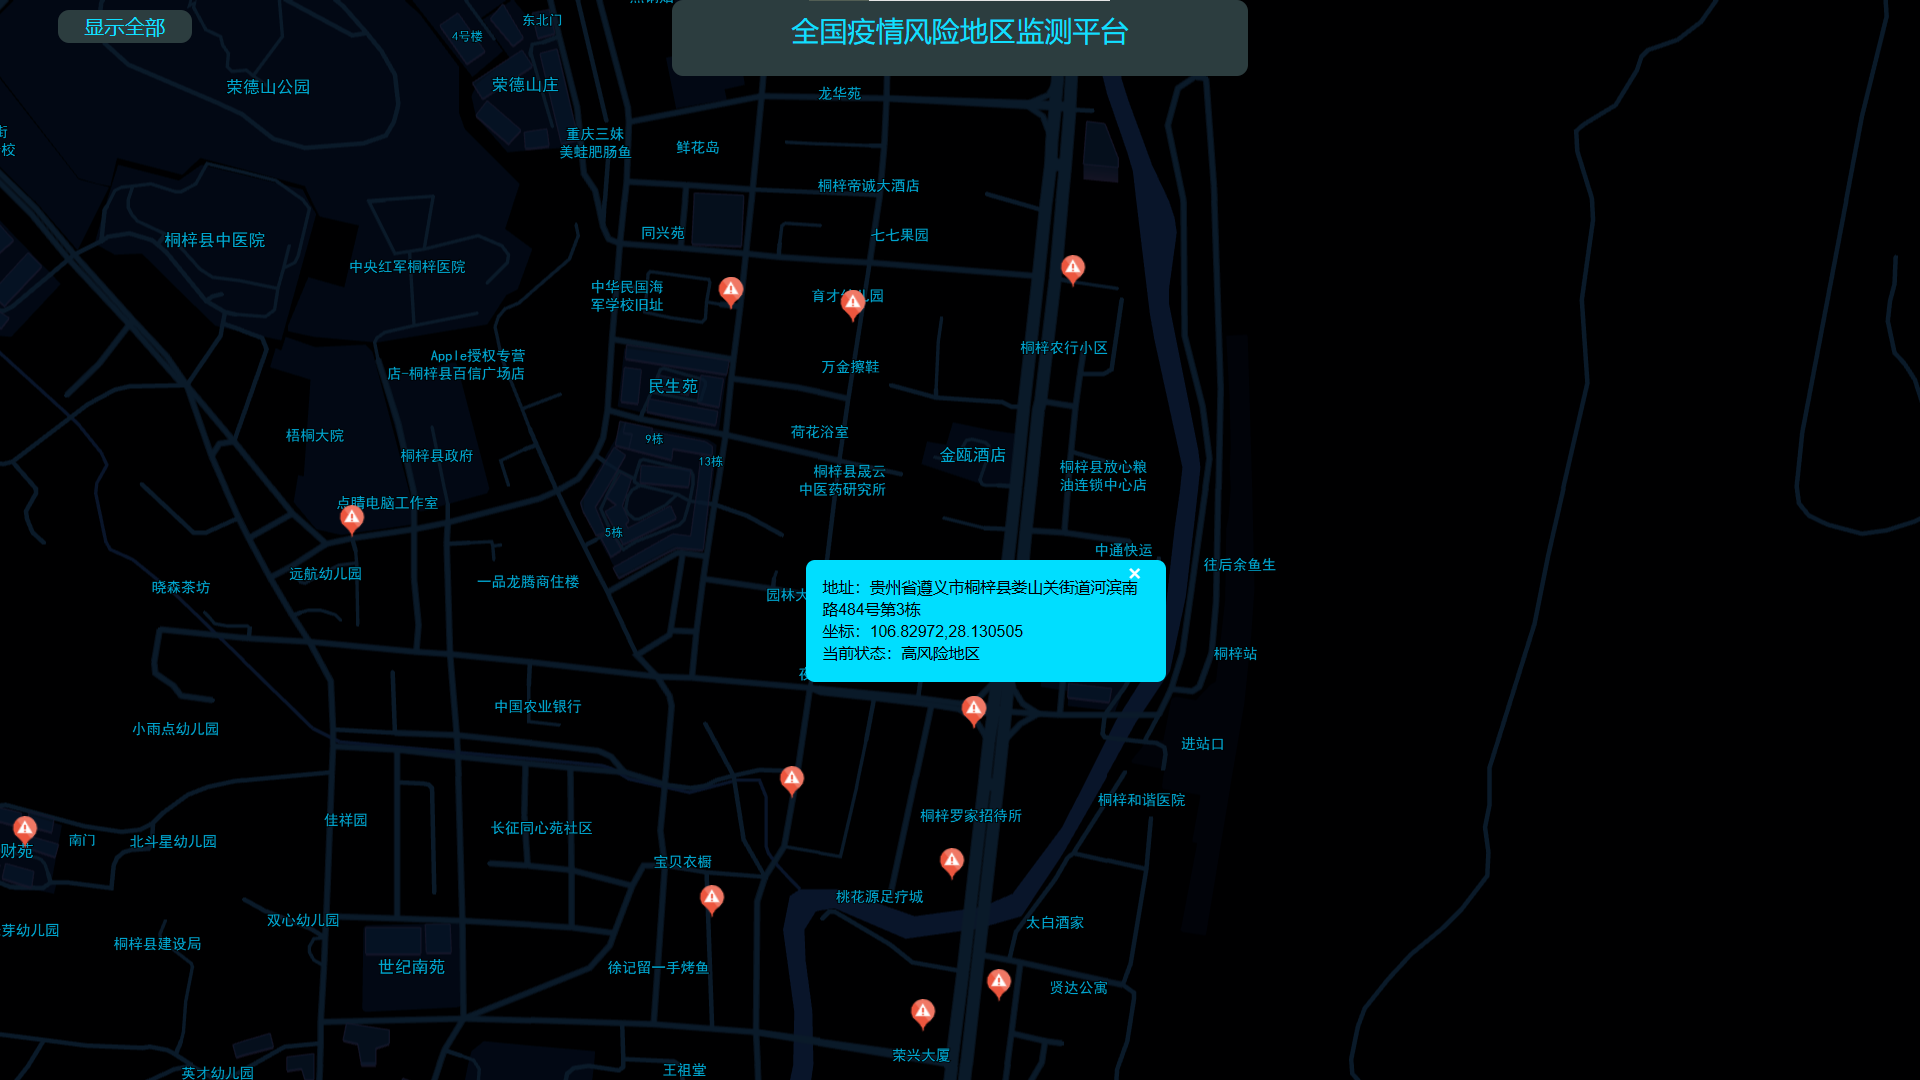 显示全部
全国疫情风险地区监测平台
东北门
4号楼
荣德山公园
荣德山庄
龙华苑
街
校
重庆三妹
美蛙肥肠鱼
鲜花岛
桐梓帝诚大酒店
桐梓县中医院
同兴苑
七七果园
中央红军桐梓医院
中华民国海
军学校旧址
育才幼儿园
桐梓农行小区
Apple授权专营
店-桐梓县百信广场店
万金擦鞋
民生苑
梧桐大院
9栋
荷花浴室
桐梓县政府
13栋
金瓯酒店
桐梓县晟云
中医药研究所
桐梓县放心粮
油连锁中心店
点睛电脑工作室
5栋
中通快运
往后余鱼生
远航幼儿园
一品龙腾商住楼
晓森茶坊
园林大
地址：贵州省遵义市桐梓县娄山关街道河滨南
路484号第3栋
坐标：106.82972,28.130505
当前状态：高风险地区
×
桐梓站
中国农业银行
小雨点幼儿园
进站口
桐梓和谐医院
佳祥园
长征同心苑社区
桐梓罗家招待所
南门
北斗星幼儿园
财苑
宝贝衣橱
桃花源足疗城
双心幼儿园
太白酒家
芽幼儿园
桐梓县建设局
世纪南苑
徐记留一手烤鱼
贤达公寓
荣兴大厦
英才幼儿园
王祖堂